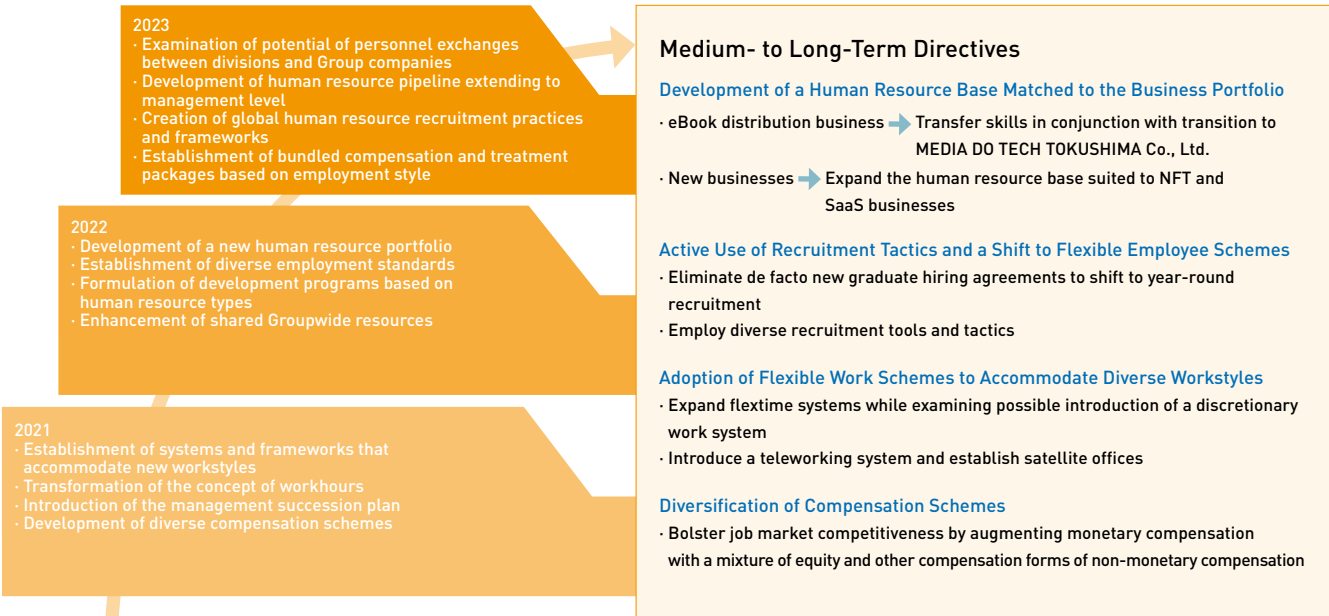 2023
· Examination of potential of personnel exchanges
between divisions and Group companies
· Development of human resource pipeline extending to
management level
· Creation of global human resource recruitment practices
and frameworks
· Establishment of bundled compensation and treatment
packages based on employment style
2022
· Development of a new human resource portfolio
· Establishment of diverse employment standards
· Formulation of development programs based on
human resource types
· Enhancement of shared Groupwide resources
2021
· Establishment of systems and frameworks that
accommodate new workstyles
· Transformation of the concept of workhours
· Introduction of the management succession plan
· Development of diverse compensation schemes
Medium- to Long-Term Directives
Development of a Human Resource Base Matched to the Business Portfolio
· eBook distribution business Transfer skills in conjunction with transition to
MEDIA DO TECH TOKUSHIMA Co., Ltd.
· New businesses Expand the human resource base suited to NFT and
SaaS businesses
Active Use of Recruitment Tactics and a Shift to Flexible Employee Schemes
· Eliminate de facto new graduate hiring agreements to shift to year-round
recruitment
· Employ diverse recruitment tools and tactics
Adoption of Flexible Work Schemes to Accommodate Diverse Workstyles
· Expand flextime systems while examining possible introduction of a discretionary
work system
· Introduce a teleworking system and establish satellite offices
Diversification of Compensation Schemes
· Bolster job market competitiveness by augmenting monetary compensation
with a mixture of equity and other compensation forms of non-monetary compensation